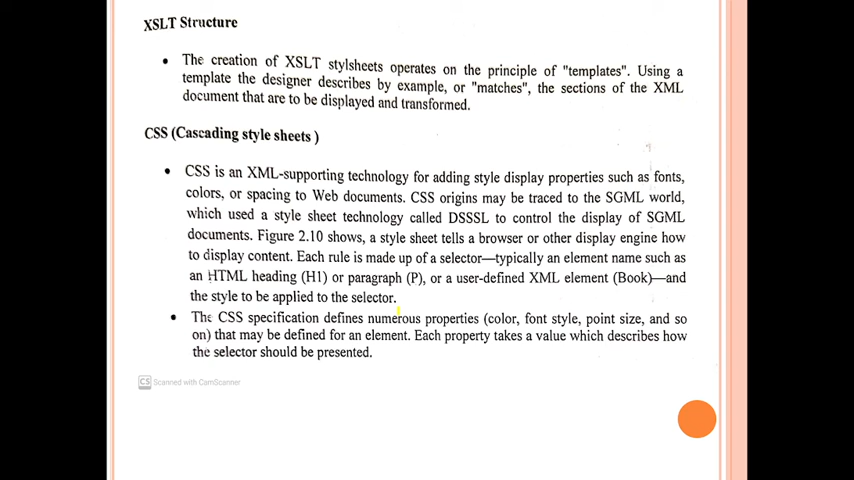 XSLT Structure
• The creation of XSLT stylsheets operates on the principle of "templates". Using a
template the designer describes by example, or "matches", the sections of the XML
document that are to be displayed and transformed.
CSS (Cascading style sheets )
• CSS is an XML-supporting technology for adding style display properties such as fonts,
colors, or spacing to Web documents. CSS origins may be traced to the SGML world,
which used a style sheet technology called DSSSL to control the display of SGML
documents. Figure 2.10 shows, a style sheet tells a browser or other display engine how
to display content. Each rule is made up of a selector—typically an element name such as
an HTML heading (H1) or paragraph (P), or a user-defined XML element (Book)—and
the style to be applied to the selector.
• The CSS specification defines numerous properties (color, font style, point size, and so
on) that may be defined for an element. Each property takes a value which describes how
the selector should be presented.
CS Scanned with CamScanner